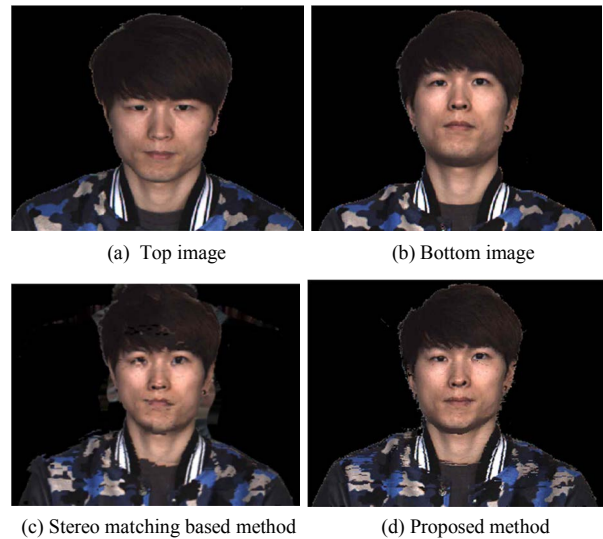 (a) Top image
(b) Bottom image
(c) Stereo matching based method
(d) Proposed method